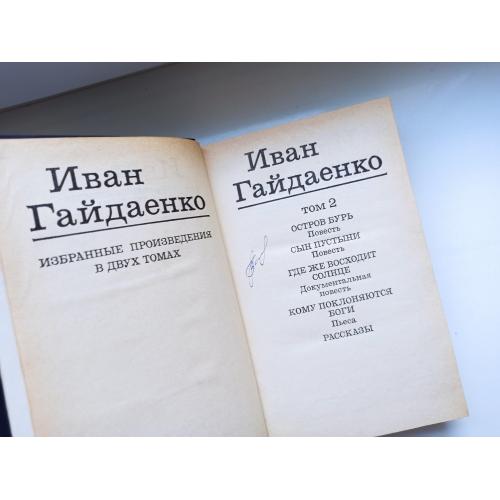 Иван
Гайдаенко
ИЗБРАННЫЕ ПРОИЗВЕДЕНИЯ
В ДВУХ ТОМАХ
Иван
Гайдаенко
ТОМ 2
ОСТРОВ БУРЬ
Повесть
СЫН ПУСТЫНИ
Повесть
ГДЕ ЖЕ ВОСХОДИТ
СОЛНЦЕ
Документальная
повесть
КОМУ ПОКЛОНЯЮТСЯ
БОГИ
Пьеса
РАССКАЗЫ